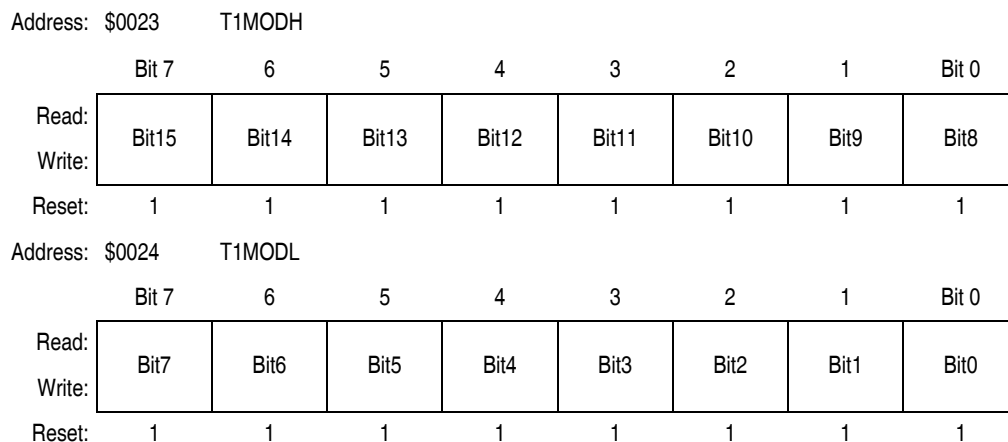 Address: $0023 T1MODH
Bit 7 6 5 4 3 2 1 Bit 0
Read:
Bit15 Bit14 Bit13 Bit12 Bit11 Bit10 Bit9 Bit8
Write:
Reset: 1 1 1 1 1 1 1 1
Address: $0024 T1MODL
Bit 7 6 5 4 3 2 1 Bit 0
Read:
Bit7 Bit6 Bit5 Bit4 Bit3 Bit2 Bit1 Bit0
Write:
Reset: 1 1 1 1 1 1 1 1